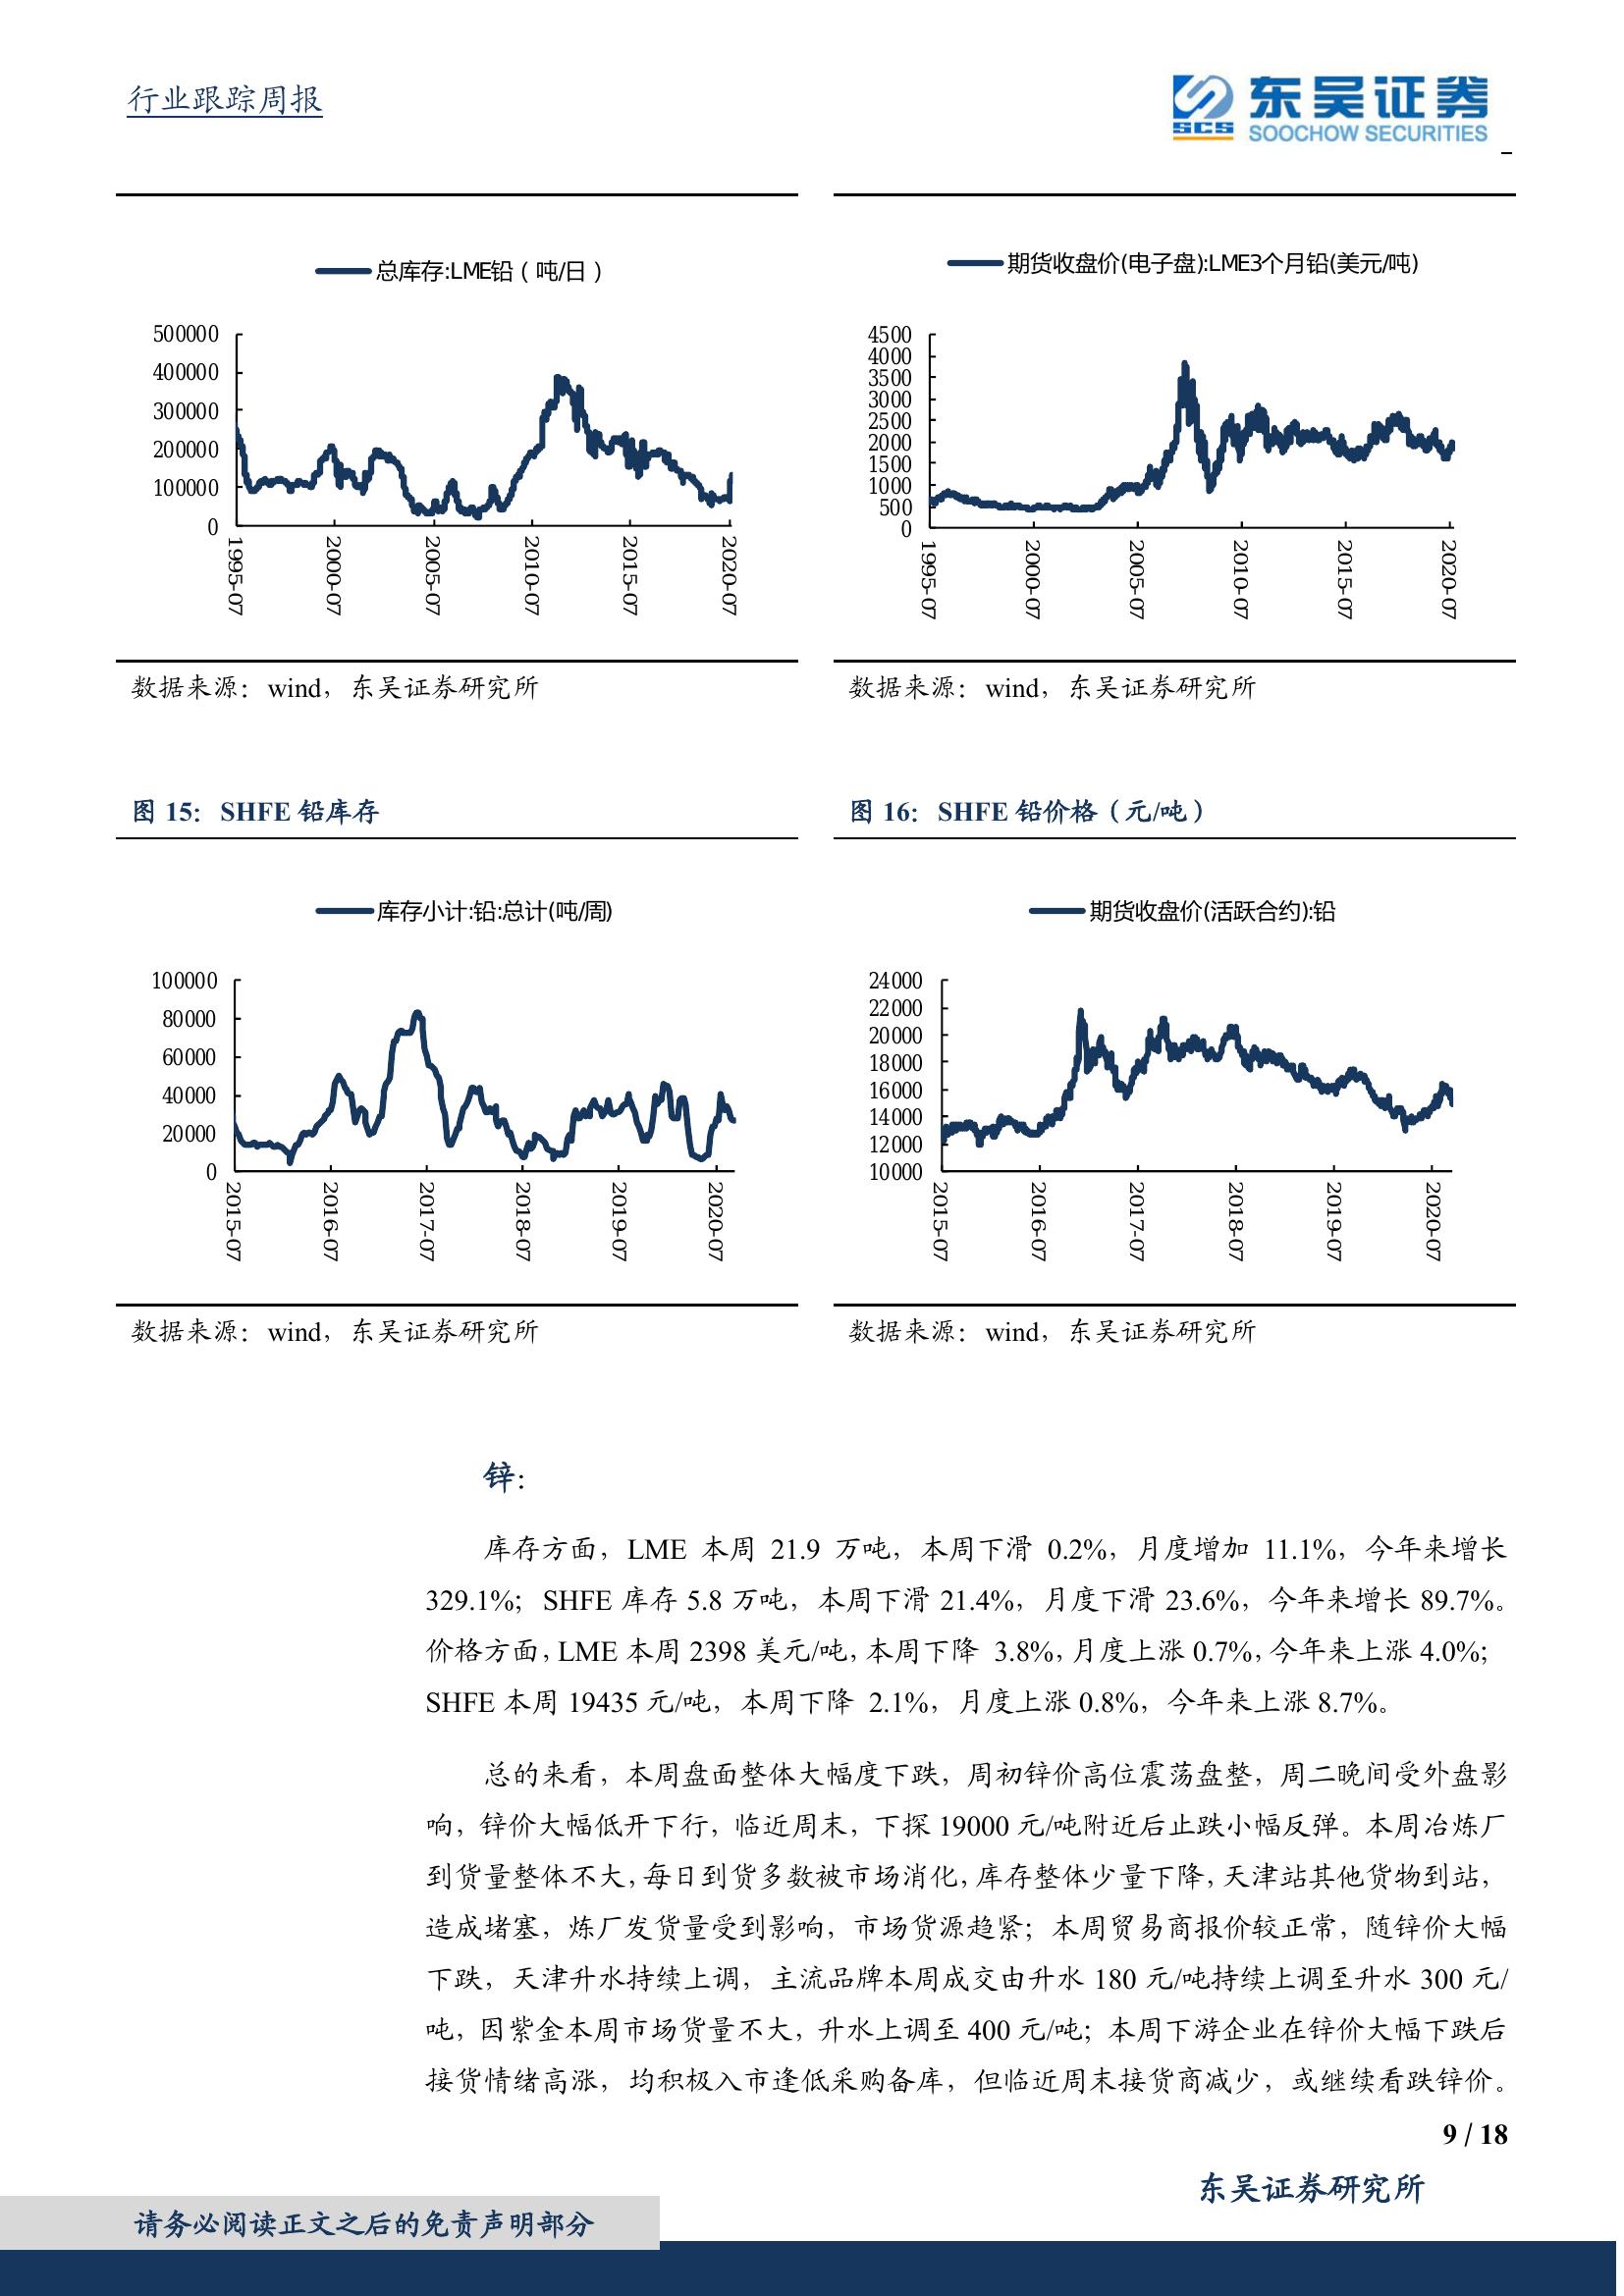 行业跟踪周报
东吴证券
SCS
SOOCHOW SECURITIES
总库存:LME铅（吨/日）
500000
400000
300000
200000
100000
0
1995-07
2000-07
2005-07
2010-07
2015-07
2020-07
期货收盘价(电子盘):LME3个月铅(美元/吨)
4500
4000
3500
3000
2500
2000
1500
1000
500
0
1995-07
2000-07
2005-07
2010-07
2015-07
2020-07
数据来源：wind，东吴证券研究所
数据来源：wind，东吴证券研究所
图 15：SHFE 铅库存
图 16：SHFE 铅价格（元/吨）
库存小计:铅:总计(吨/周)
100000
80000
60000
40000
20000
0
2015-07
2016-07
2017-07
2018-07
2019-07
2020-07
期货收盘价(活跃合约):铅
24000
22000
20000
18000
16000
14000
12000
10000
2015-07
2016-07
2017-07
2018-07
2019-07
2020-07
数据来源：wind，东吴证券研究所
数据来源：wind，东吴证券研究所
锌：
库存方面，LME 本周 21.9 万吨，本周下滑 0.2%，月度增加 11.1%，今年来增长
329.1%；SHFE 库存 5.8 万吨，本周下滑 21.4%，月度下滑 23.6%，今年来增长 89.7%。
价格方面，LME 本周 2398 美元/吨，本周下降 3.8%，月度上涨 0.7%，今年来上涨 4.0%；
SHFE 本周 19435 元/吨，本周下降 2.1%，月度上涨 0.8%，今年来上涨 8.7%。
总的来看，本周盘面整体大幅度下跌，周初锌价高位震荡盘整，周二晚间受外盘影
响，锌价大幅低开下行，临近周末，下探 19000 元/吨附近后止跌小幅反弹。本周冶炼厂
到货量整体不大，每日到货多数被市场消化，库存整体少量下降，天津站其他货物到站，
造成堵塞，炼厂发货量受到影响，市场货源趋紧；本周贸易商报价较正常，随锌价大幅
下跌，天津升水持续上调，主流品牌本周成交由升水 180 元/吨持续上调至升水 300 元/
吨，因紫金本周市场货量不大，升水上调至 400 元/吨；本周下游企业在锌价大幅下跌后
接货情绪高涨，均积极入市逢低采购备库，但临近周末接货商减少，或继续看跌锌价。
9 / 18
东吴证券研究所
请务必阅读正文之后的免责声明部分